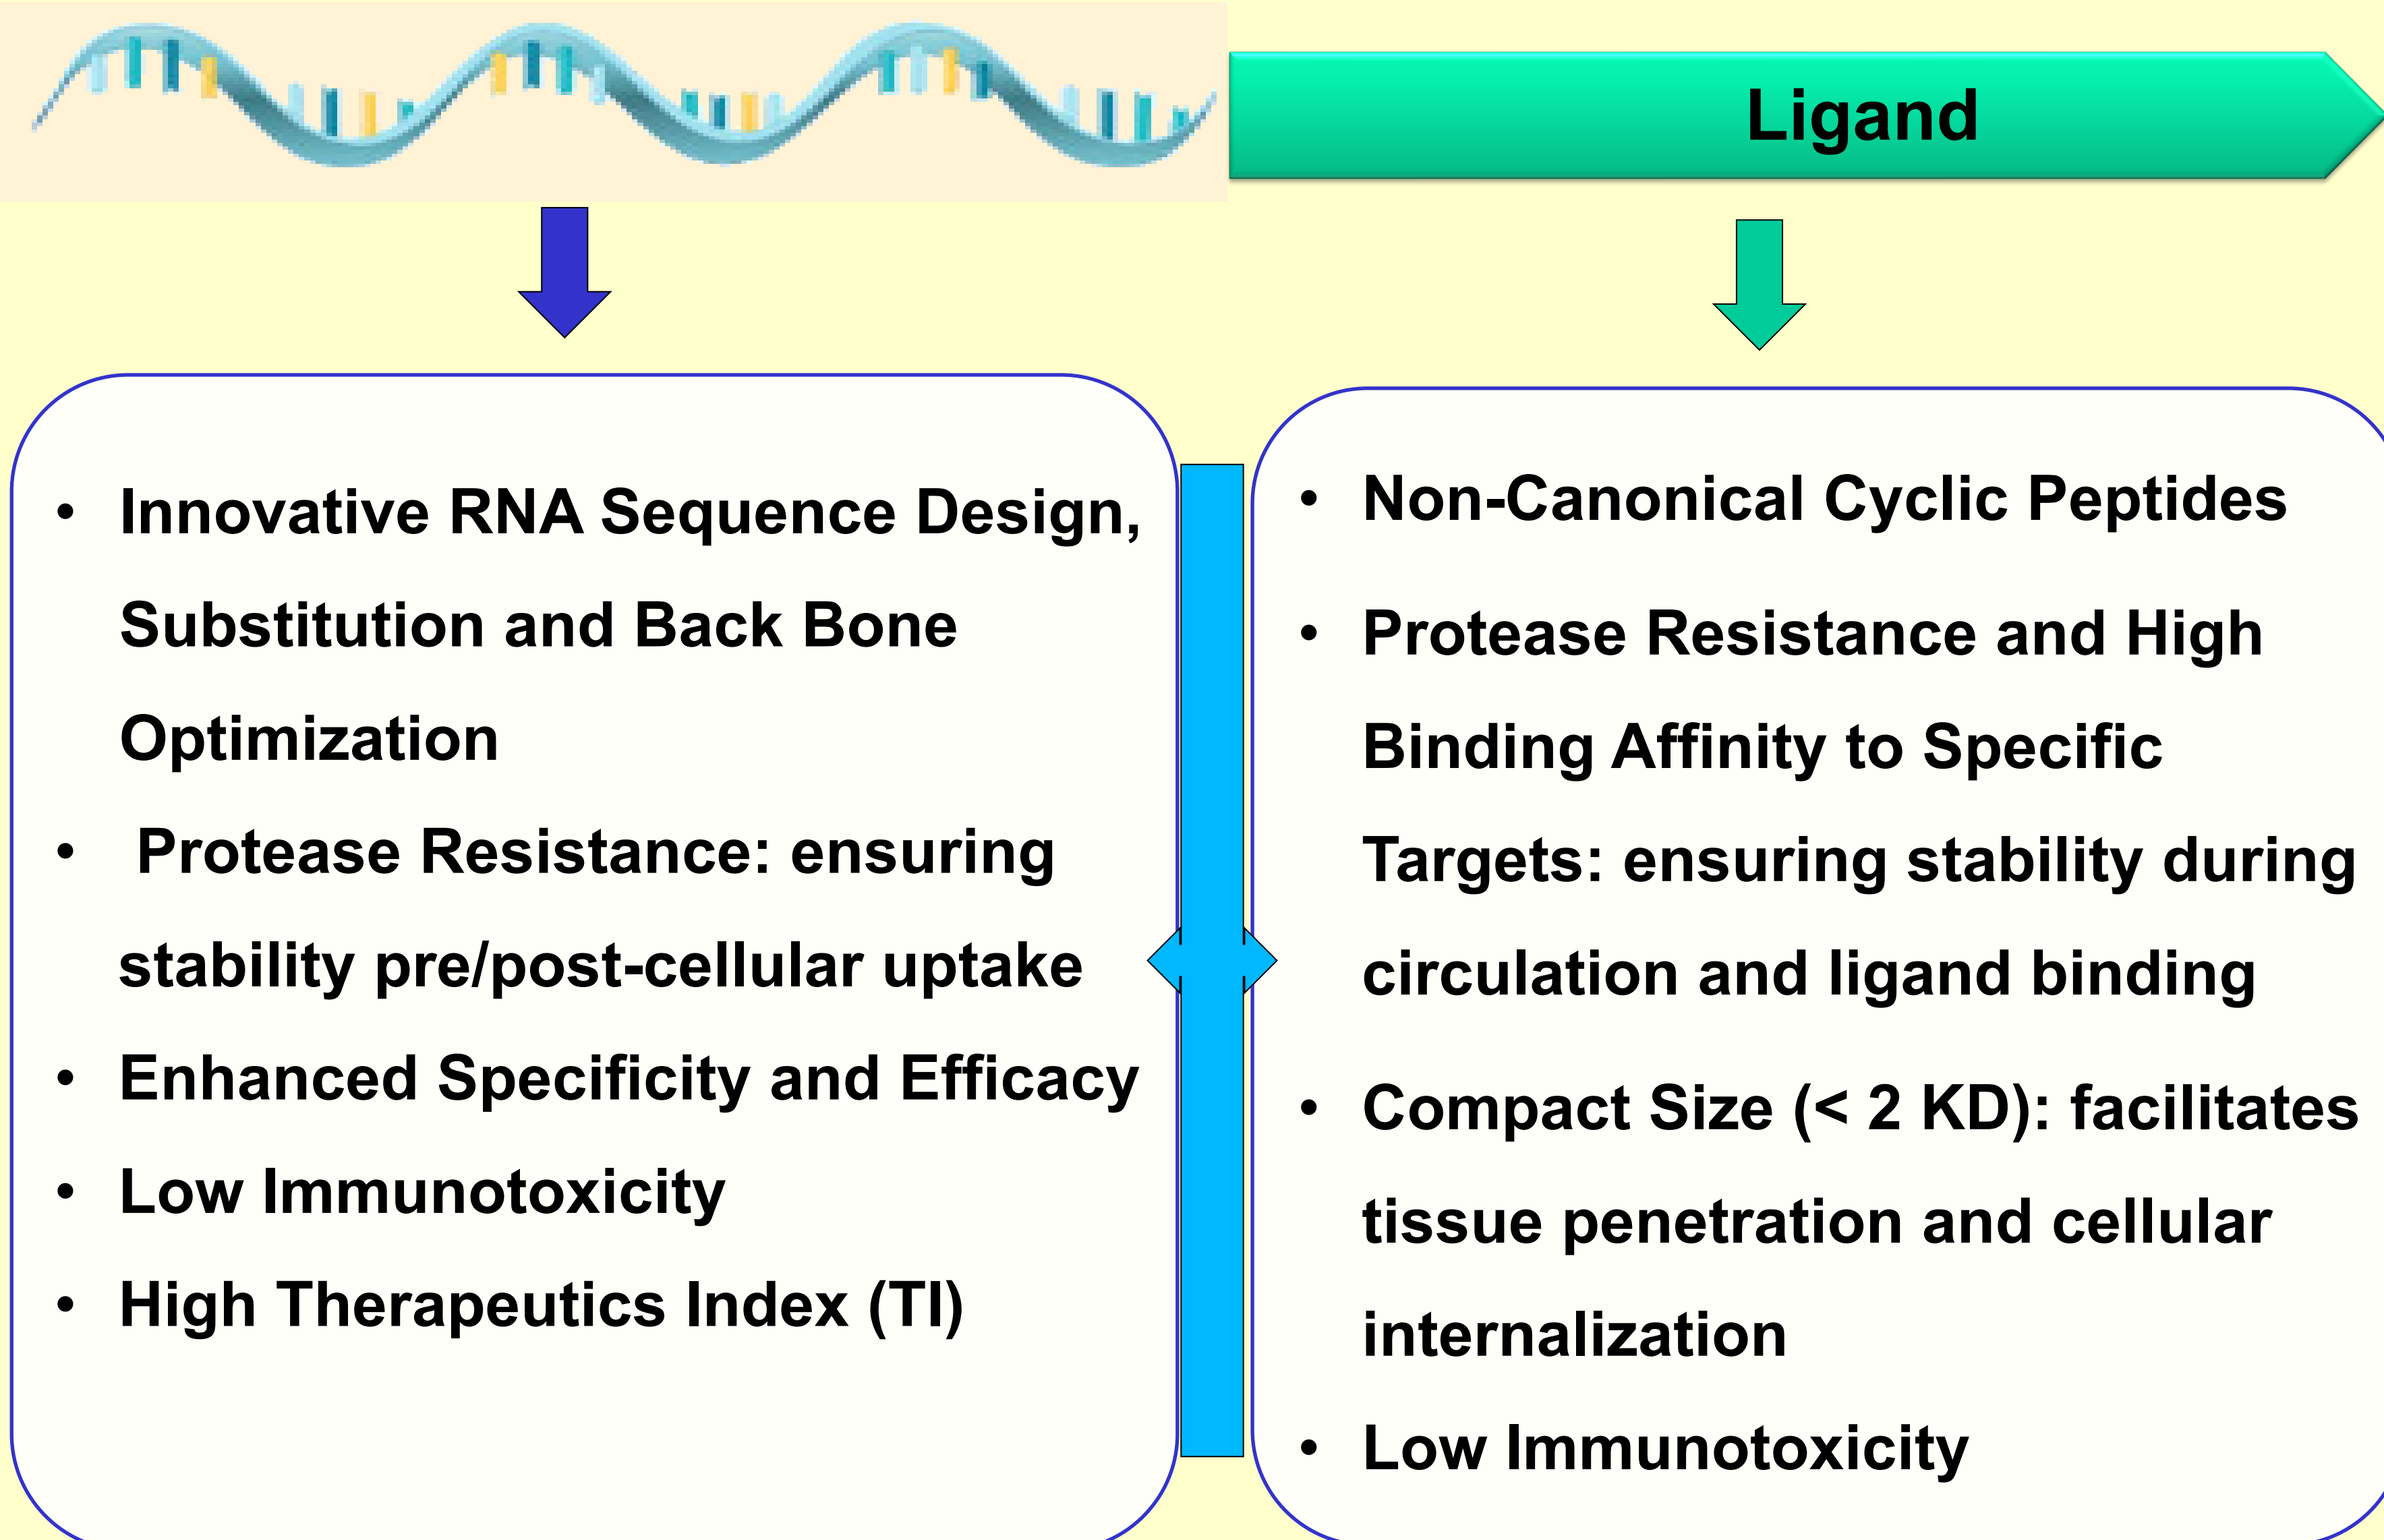 Ligand
• Innovative RNA Sequence Design,
Substitution and Back Bone
Optimization
• Protease Resistance: ensuring
stability pre/post-cellular uptake
• Enhanced Specificity and Efficacy
• Low Immunotoxicity
• High Therapeutics Index (TI)
• Non-Canonical Cyclic Peptides
• Protease Resistance and High
Binding Affinity to Specific
Targets: ensuring stability during
circulation and ligand binding
• Compact Size (< 2 KD): facilitates
tissue penetration and cellular
internalization
• Low Immunotoxicity